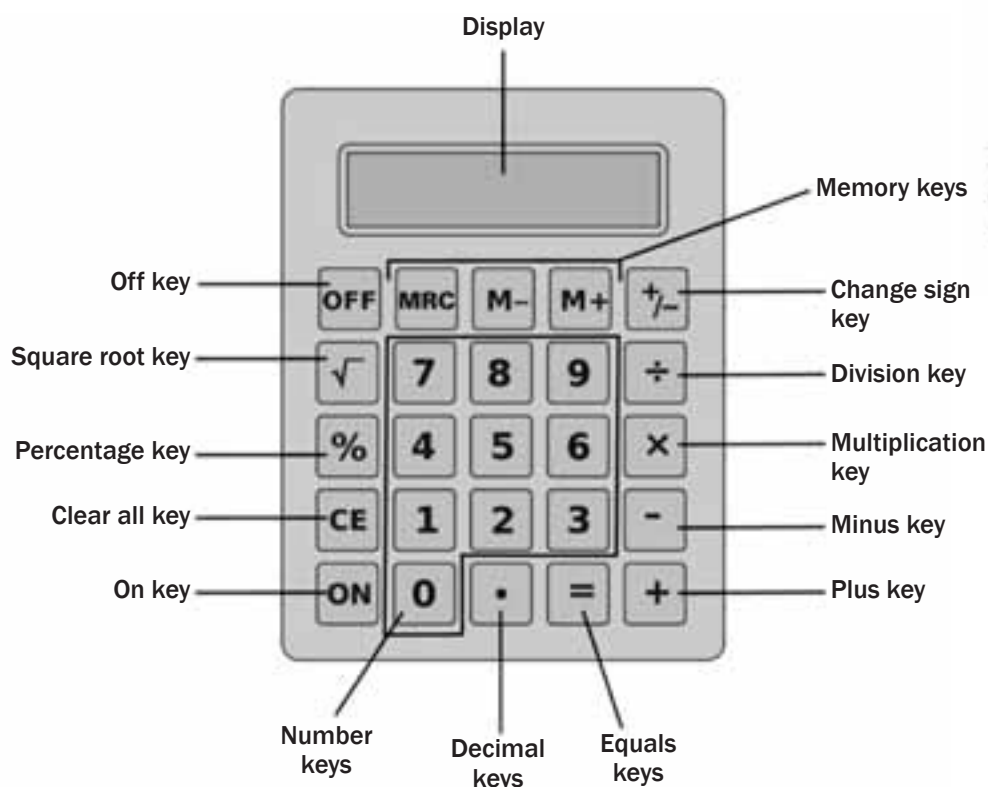 Display
Memory keys
Off key
OFF
MRC
M−
M+
+/−
Change sign
key
Square root key
√
7
8
9
÷
Division key
Percentage key
%
4
5
6
×
Multiplication
key
Clear all key
CE
1
2
3
-
Minus key
On key
ON
0
.
=
+
Plus key
Number
keys
Decimal
keys
Equals
keys